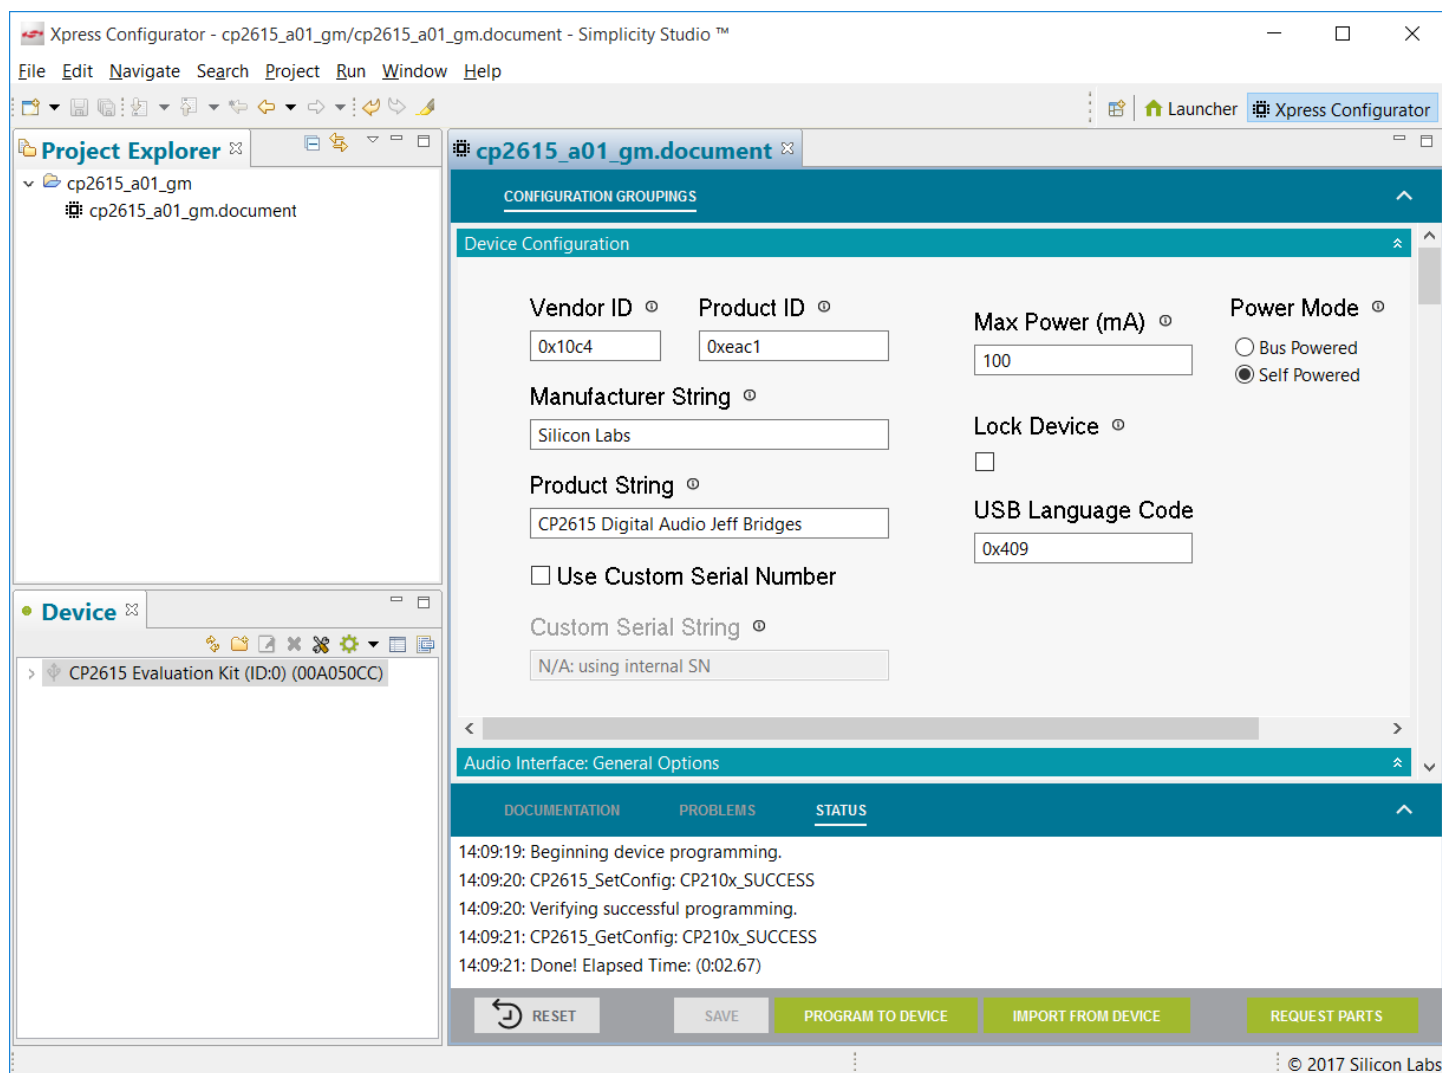 Xpress Configurator - cp2615_a01_gm/cp2615_a01_gm.document - Simplicity Studio ™
File Edit Navigate Search Project Run Window Help
Launcher Xpress Configurator
Project Explorer
cp2615_a01_gm
cp2615_a01_gm.document
Device
CP2615 Evaluation Kit (ID:0) (00A050CC)
cp2615_a01_gm.document
CONFIGURATION GROUPINGS
Device Configuration
Vendor ID Product ID
0x10c4 0xeac1
Manufacturer String
Silicon Labs
Product String
CP2615 Digital Audio Jeff Bridges
Use Custom Serial Number
Custom Serial String
N/A: using internal SN
Max Power (mA)
100
Lock Device
USB Language Code
0x409
Power Mode
Bus Powered
Self Powered
Audio Interface: General Options
DOCUMENTATION PROBLEMS STATUS
14:09:19: Beginning device programming.
14:09:20: CP2615_SetConfig: CP210x_SUCCESS
14:09:20: Verifying successful programming.
14:09:21: CP2615_GetConfig: CP210x_SUCCESS
14:09:21: Done! Elapsed Time: (0:02.67)
RESET SAVE PROGRAM TO DEVICE IMPORT FROM DEVICE REQUEST PARTS
© 2017 Silicon Labs